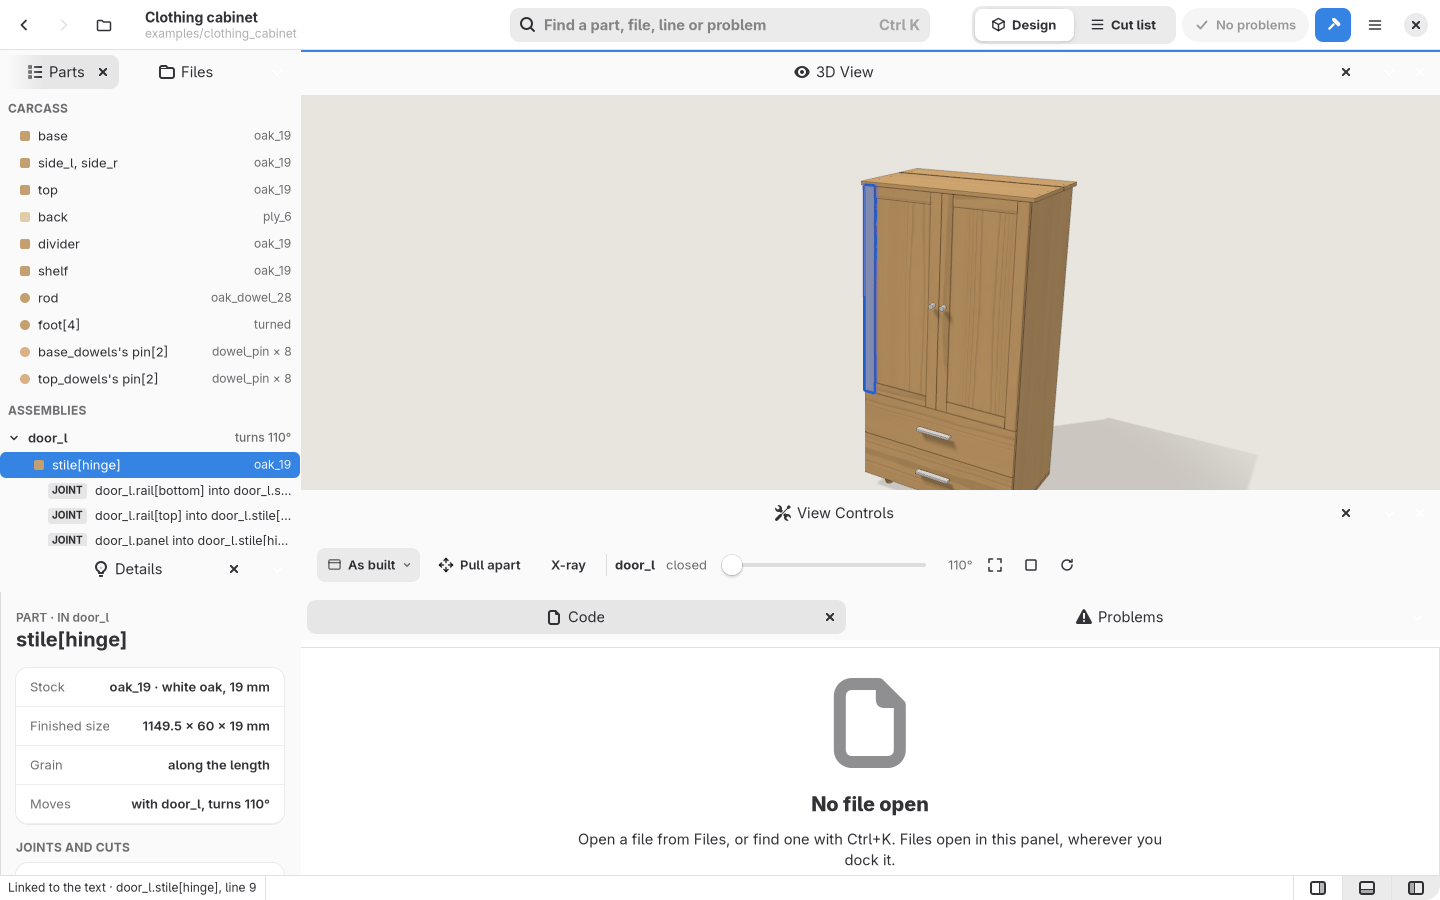 Clothing cabinet
examples/clothing_cabinet
Find a part, file, line or problem
Ctrl K
Design
Cut list
No problems
Parts
Files
3D View
CARCASS
base oak_19
side_l, side_r oak_19
top oak_19
back ply_6
divider oak_19
shelf oak_19
rod oak_dowel_28
foot[4] turned
base_dowels's pin[2] dowel_pin × 8
top_dowels's pin[2] dowel_pin × 8
ASSEMBLIES
door_l turns 110°
stile[hinge] oak_19
JOINT door_l.rail[bottom] into door_l.s...
JOINT door_l.rail[top] into door_l.stile[...
JOINT door_l.panel into door_l.stile[hi...
Details
PART · IN door_l
stile[hinge]
Stock oak_19 · white oak, 19 mm
Finished size 1149.5 × 60 × 19 mm
Grain along the length
Moves with door_l, turns 110°
JOINTS AND CUTS
View Controls
As built
Pull apart
X-ray
door_l closed
110°
Code
Problems
No file open
Open a file from Files, or find one with Ctrl+K. Files open in this panel, wherever you
dock it.
Linked to the text · door_l.stile[hinge], line 9